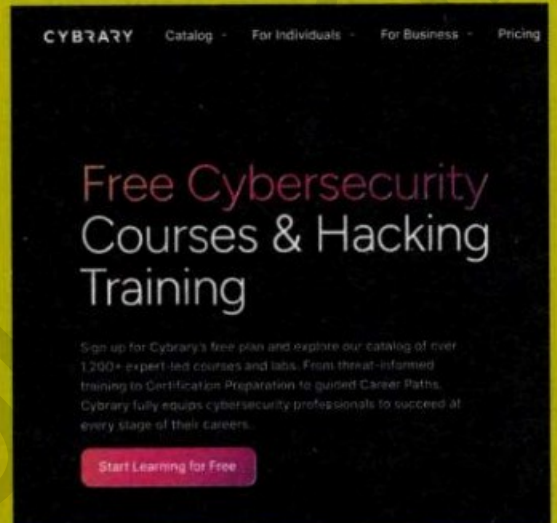 CYBRARY Catalog For Individuals For Business Pricing
Free Cybersecurity
Courses & Hacking
Training
Sign up for Cybrary's free plan and explore our catalog of over
1,200+ expert-led courses and labs. From threat-informed
training to Certification Preparation to guided Career Paths,
Cybrary fully equips cybersecurity professionals to succeed at
every stage of their careers.
Start Learning for Free